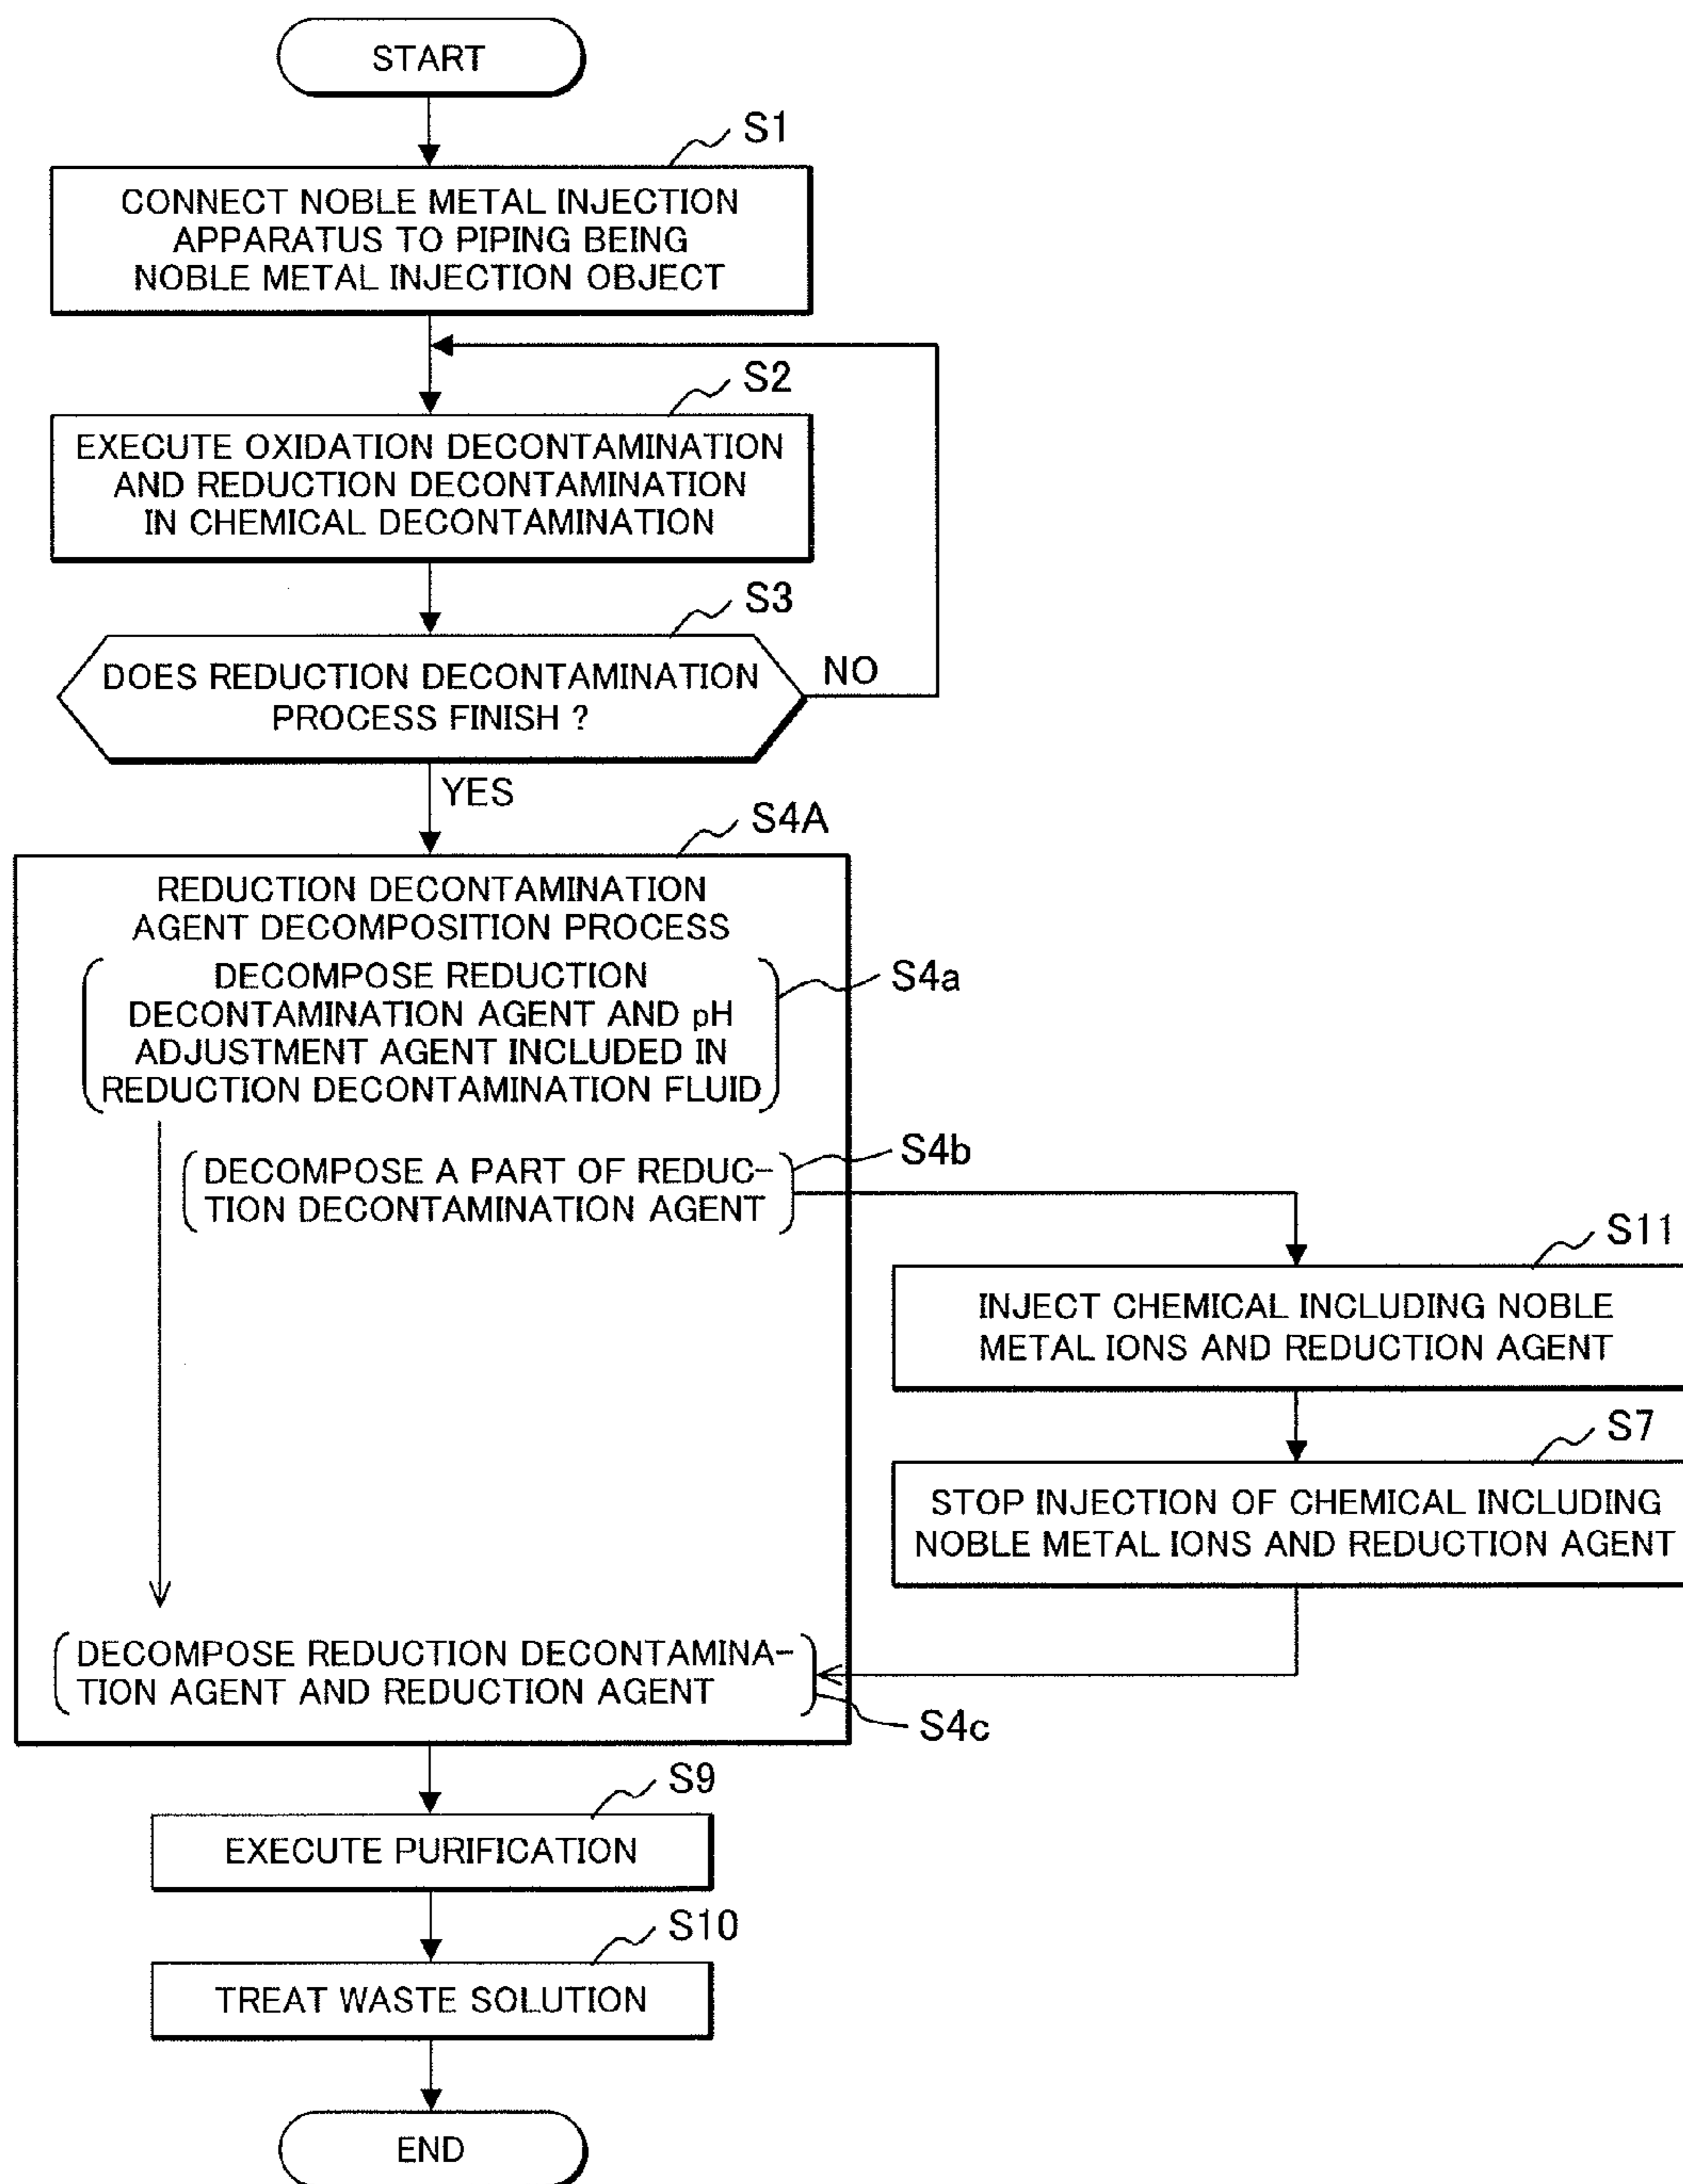 START
S1
CONNECT NOBLE METAL INJECTION
APPARATUS TO PIPING BEING
NOBLE METAL INJECTION OBJECT
S2
EXECUTE OXIDATION DECONTAMINATION
AND REDUCTION DECONTAMINATION
IN CHEMICAL DECONTAMINATION
S3
DOES REDUCTION DECONTAMINATION
PROCESS FINISH ?
NO
YES
S4A
REDUCTION DECONTAMINATION
AGENT DECOMPOSITION PROCESS
DECOMPOSE REDUCTION
DECONTAMINATION AGENT AND pH
ADJUSTMENT AGENT INCLUDED IN
REDUCTION DECONTAMINATION FLUID
S4a
DECOMPOSE A PART OF REDUC-
TION DECONTAMINATION AGENT
S4b
S11
INJECT CHEMICAL INCLUDING NOBLE
METAL IONS AND REDUCTION AGENT
S7
STOP INJECTION OF CHEMICAL INCLUDING
NOBLE METAL IONS AND REDUCTION AGENT
DECOMPOSE REDUCTION DECONTAMINA-
TION AGENT AND REDUCTION AGENT
S4c
S9
EXECUTE PURIFICATION
S10
TREAT WASTE SOLUTION
END